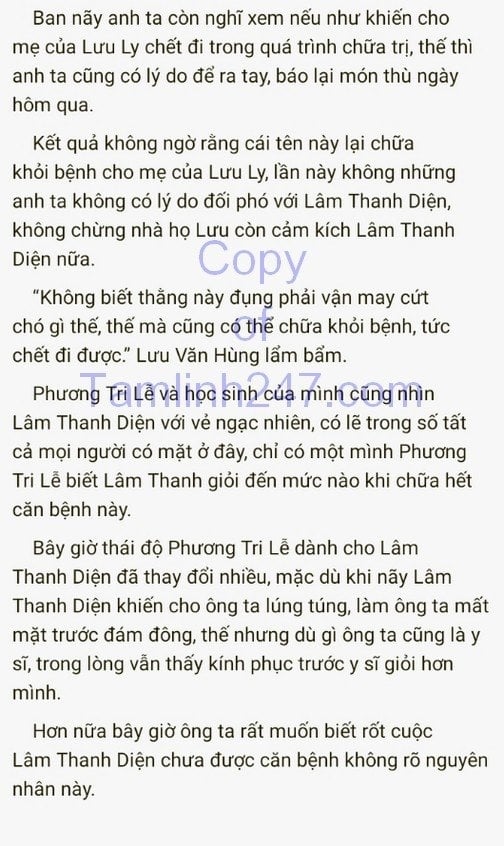 Ban nãy anh ta còn nghĩ xem nếu như khiến cho
mẹ của Lưu Ly chết đi trong quá trình chữa trị, thế thì
anh ta cũng có lý do để ra tay, báo lại món thù ngày
hôm qua.
Kết quả không ngờ rằng cái tên này lại chữa
khỏi bệnh cho mẹ của Lưu Ly, lần này không những
anh ta không có lý do đối phó với Lâm Thanh Diện,
không chừng nhà họ Lưu còn cảm kích Lâm Thanh
Diện nữa.
Copy
“Không biết thằng này đụng phải vận may cứt
chó gì thế, thế mà cũng có thể chữa khỏi bệnh, tức
of
chết đi được.” Lưu Văn Hùng lẩm bẩm.
Tamlinh247.com
Phương Tri Lễ và học sinh của mình cũng nhìn
Lâm Thanh Diện với vẻ ngạc nhiên, có lẽ trong số tất
cả mọi người có mặt ở đây, chỉ có một mình Phương
Tri Lễ biết Lâm Thanh giỏi đến mức nào khi chữa hết
căn bệnh này.
Bây giờ thái độ Phương Tri Lễ dành cho Lâm
Thanh Diện đã thay đổi nhiều, mặc dù khi nãy Lâm
Thanh Diện khiến cho ông ta lúng túng, làm ông ta mất
mặt trước đám đông, thế nhưng dù gì ông ta cũng là y
sĩ, trong lòng vẫn thấy kính phục trước y sĩ giỏi hơn
mình.
Hơn nữa bây giờ ông ta rất muốn biết rốt cuộc
Lâm Thanh Diện chưa được căn bệnh không rõ nguyên
nhân này.